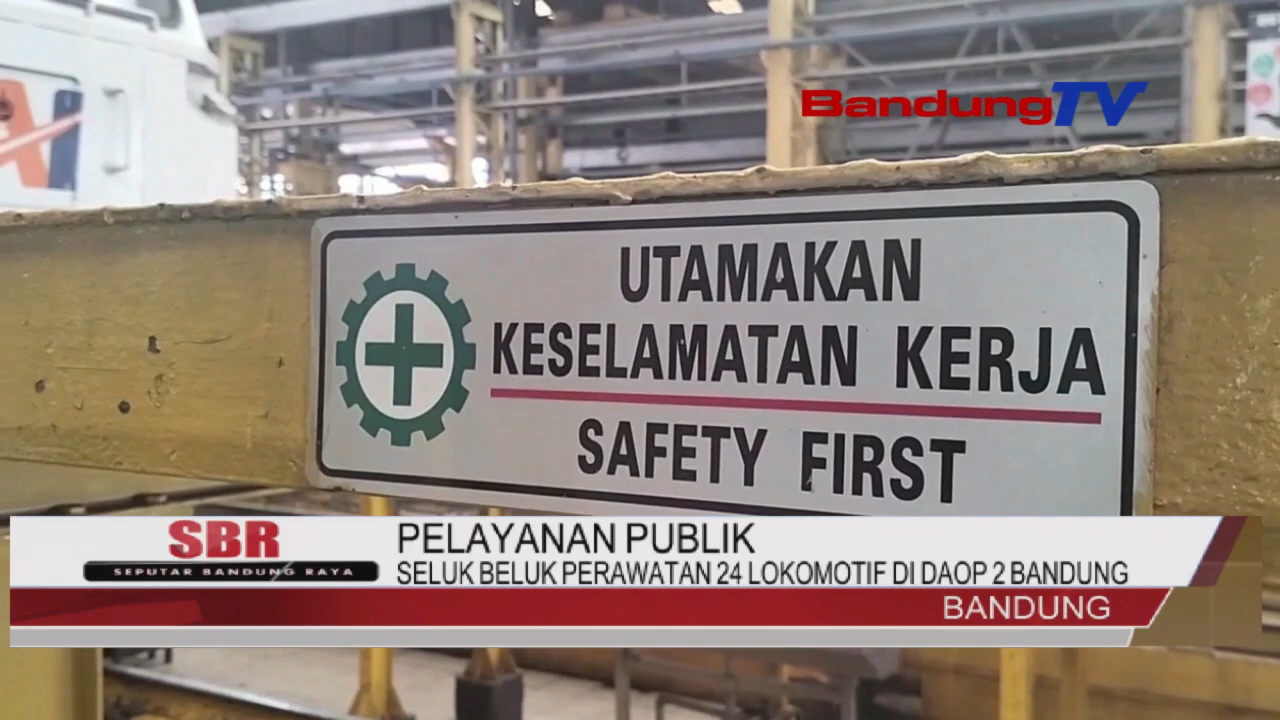 BandungTV
UTAMAKAN
KESELAMATAN KERJA
SAFETY FIRST
SBR
SEPUTAR BANDUNG RAYA
PELAYANAN PUBLIK
SELUK BELUK PERAWATAN 24 LOKOMOTIF DI DAOP 2 BANDUNG
BANDUNG